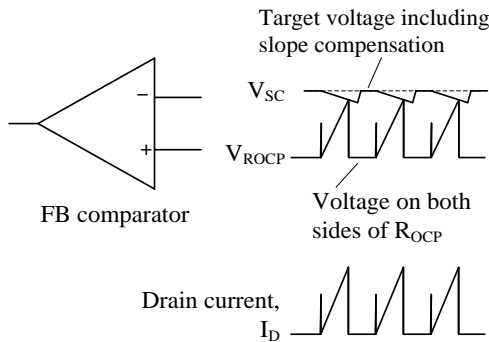 Target voltage including
slope compensation
V_SC
−
+
V_ROCP
FB comparator
Voltage on both
sides of R_OCP
Drain current,
I_D